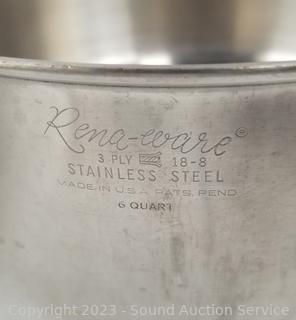 Rena-ware©
3 PLY 18-8
STAINLESS STEEL
MADE IN U.S.A. PATS. PEND.
6 QUART
Copyright 2023 - Sound Auction Service